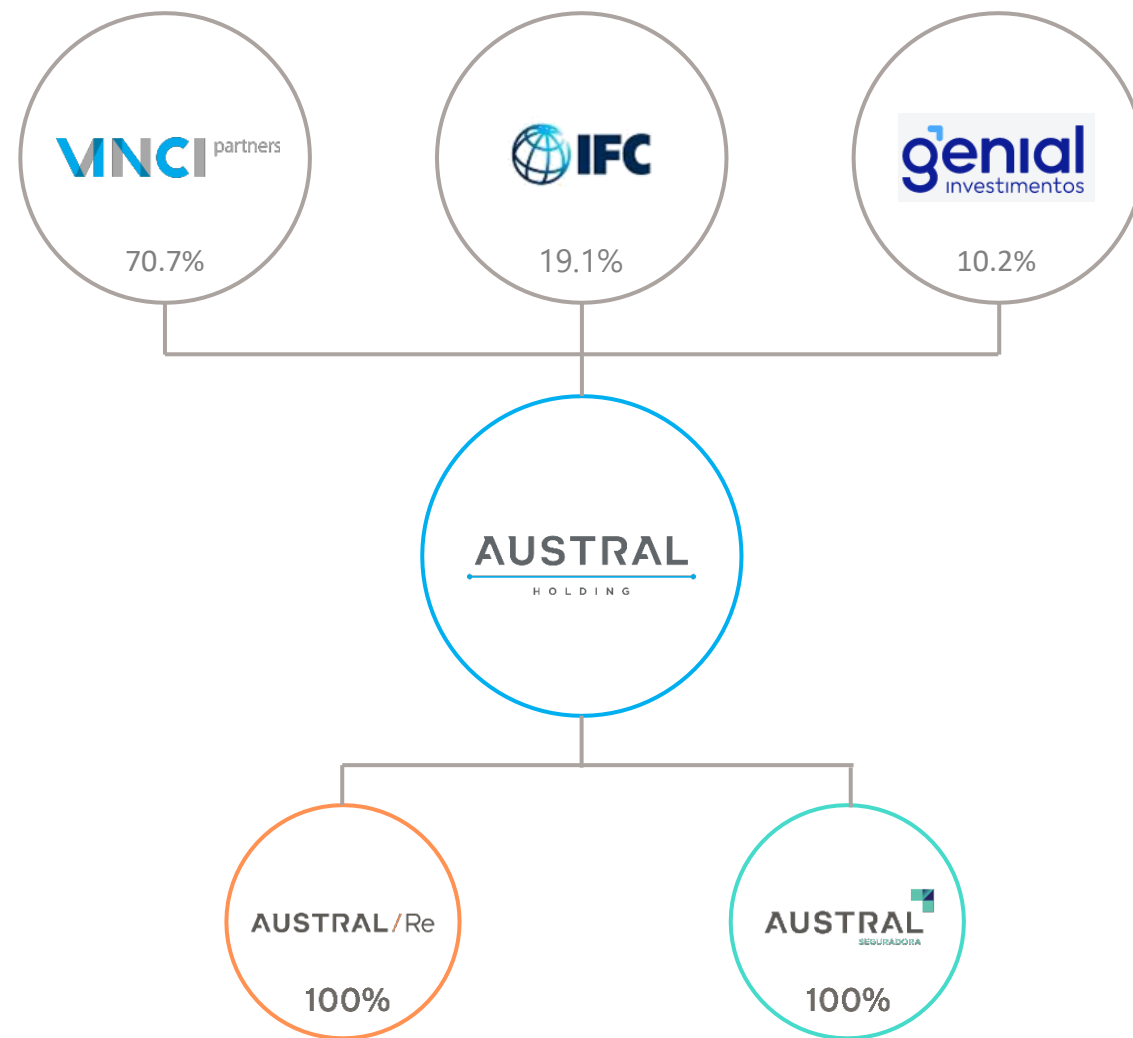 VINCI partners
70.7%
IFC
19.1%
genial
investimentos
10.2%
AUSTRAL
HOLDING
AUSTRAL/Re
100%
AUSTRAL
SEGURADORA
100%